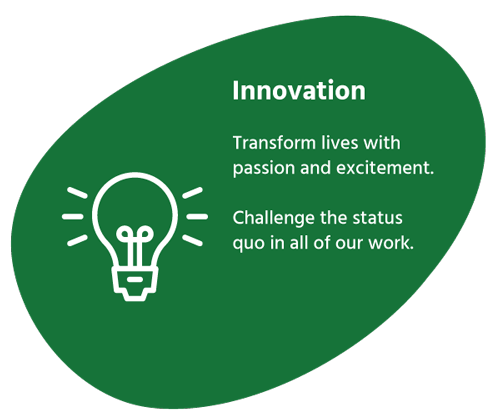 Innovation
Transform lives with
passion and excitement.
Challenge the status
quo in all of our work.